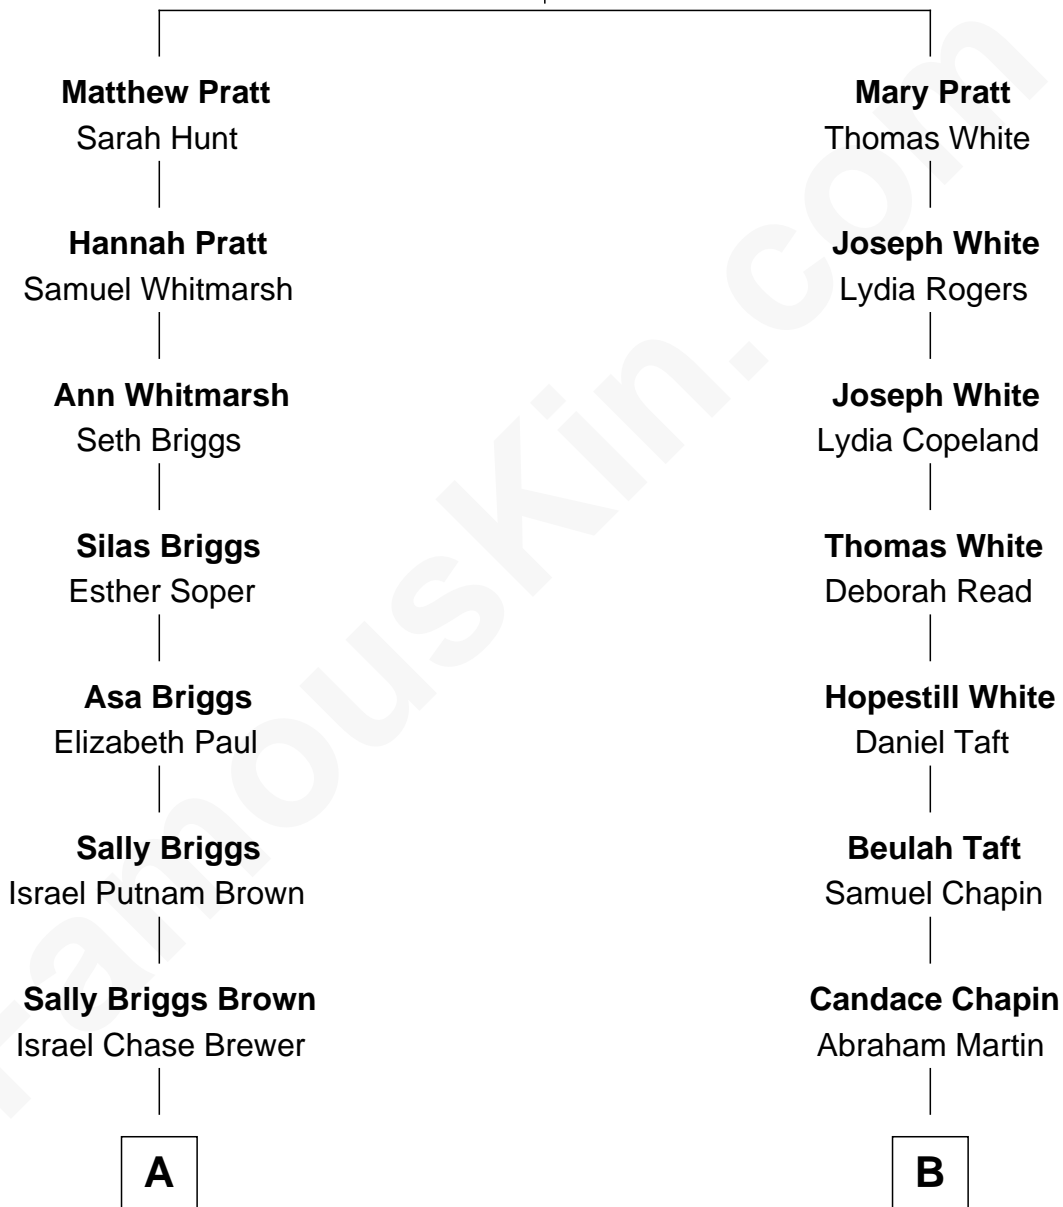 Matthew Pratt
Sarah Hunt
Hannah Pratt
Samuel Whitmarsh
Ann Whitmarsh
Seth Briggs
Silas Briggs
Esther Soper
Asa Briggs
Elizabeth Paul
Sally Briggs
Israel Putnam Brown
Sally Briggs Brown
Israel Chase Brewer
A
Mary Pratt
Thomas White
Joseph White
Lydia Rogers
Joseph White
Lydia Copeland
Thomas White
Deborah Read
Hopestill White
Daniel Taft
Beulah Taft
Samuel Chapin
Candace Chapin
Abraham Martin
B
FamousKin.com